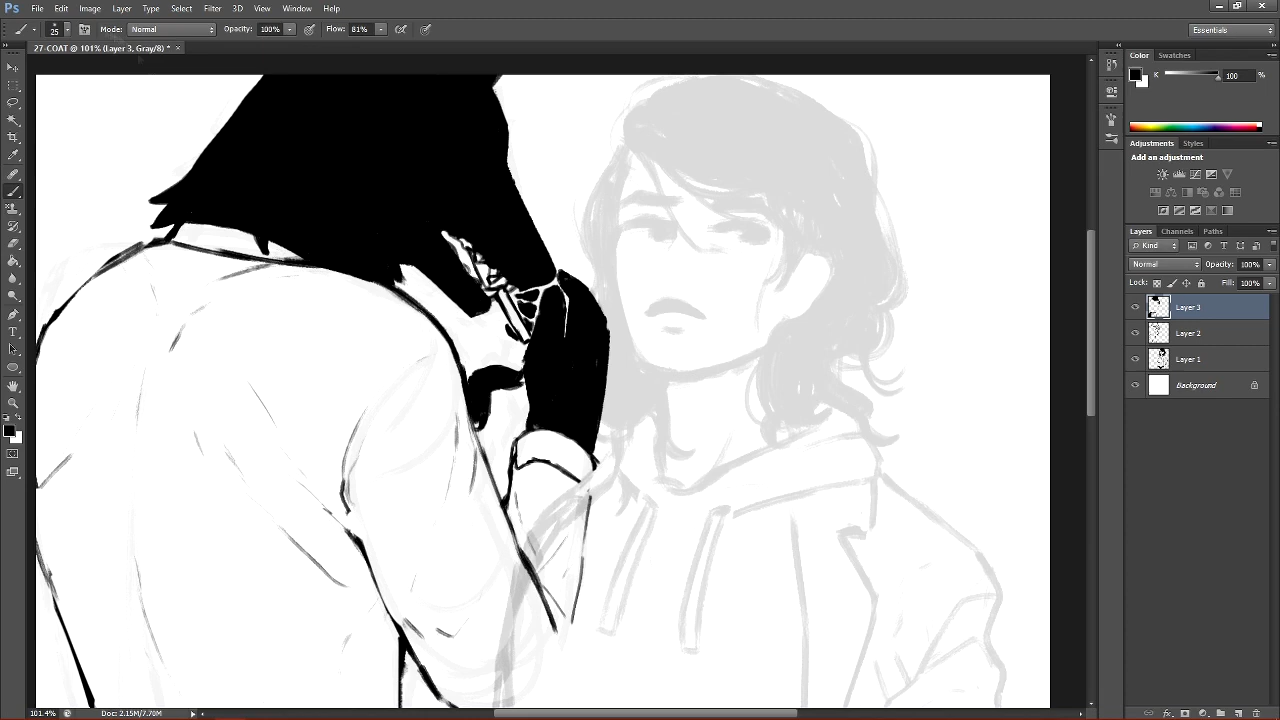 Ps File Edit Image Layer Type Select Filter 3D View Window Help
25 Mode: Normal Opacity: 100% Flow: 81% Essentials
27-COAT @ 101% (Layer 3, Gray/8) * ×
Color Swatches
K 100 %
Adjustments Styles
Add an adjustment
Layers Channels Paths
Kind
Normal Opacity: 100%
Lock: Fill: 100%
Layer 3
Layer 2
Layer 1
Background
101.4% Doc: 2.15M/7.70M